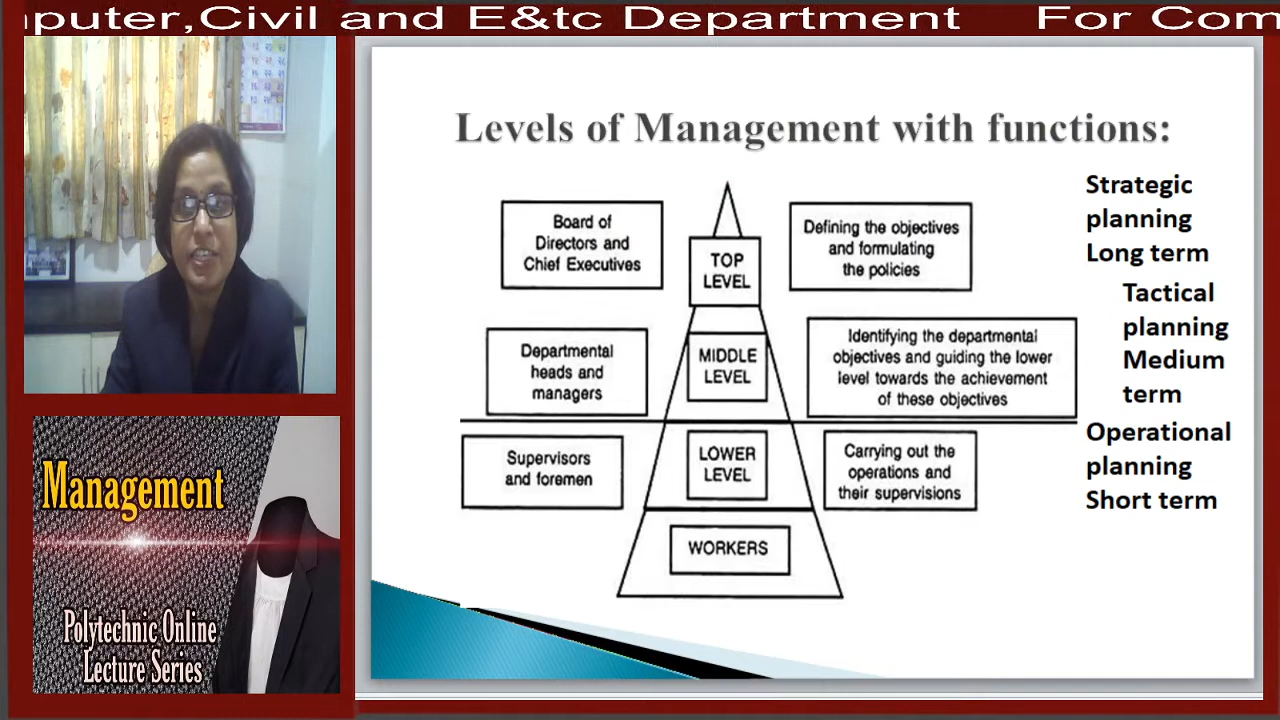 puter,Civil and E&tc Department For Com
Levels of Management with functions:
Board of
Directors and
Chief Executives
TOP
LEVEL
Defining the objectives
and formulating
the policies
Strategic
planning
Long term
Departmental
heads and
managers
MIDDLE
LEVEL
Identifying the departmental
objectives and guiding the lower
level towards the achievement
of these objectives
Tactical
planning
Medium
term
Supervisors
and foremen
LOWER
LEVEL
Carrying out the
operations and
their supervisions
Operational
planning
Short term
WORKERS
Management
Polytechnic Online
Lecture Series